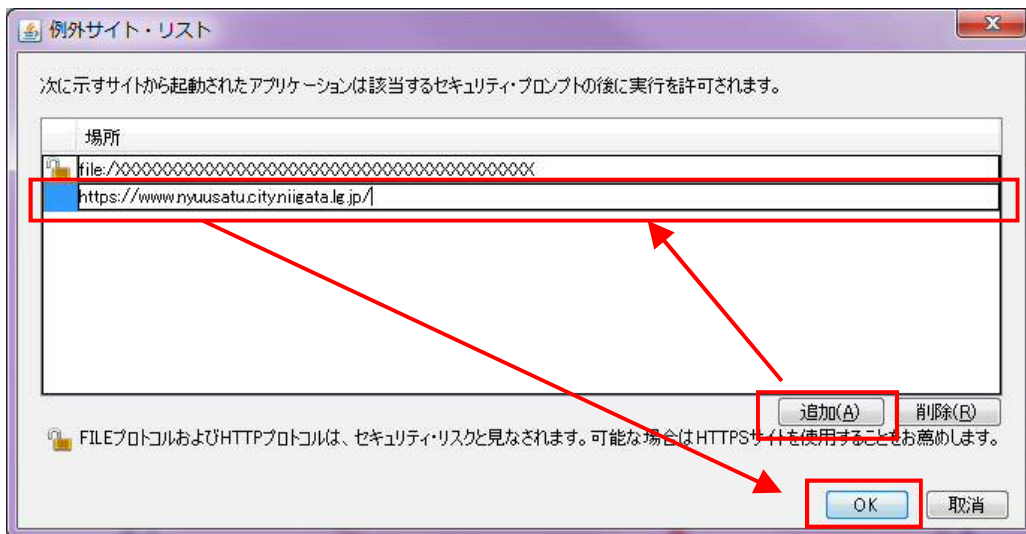 例外サイト・リスト
次に示すサイトから起動されたアプリケーションは該当するセキュリティ・プロンプトの後に実行を許可されます。
場所
file:/XXXXXXXXXXXXXXXXXXXXXXXXXXXXXXXXXXXXXXXX
https://www.nyuusatu.city.niigata.lg.jp/
追加(A) 削除(R)
FILEプロトコルおよびHTTPプロトコルは、セキュリティ・リスクと見なされます。可能な場合はHTTPSサイトを使用することをお薦めします。
OK 取消